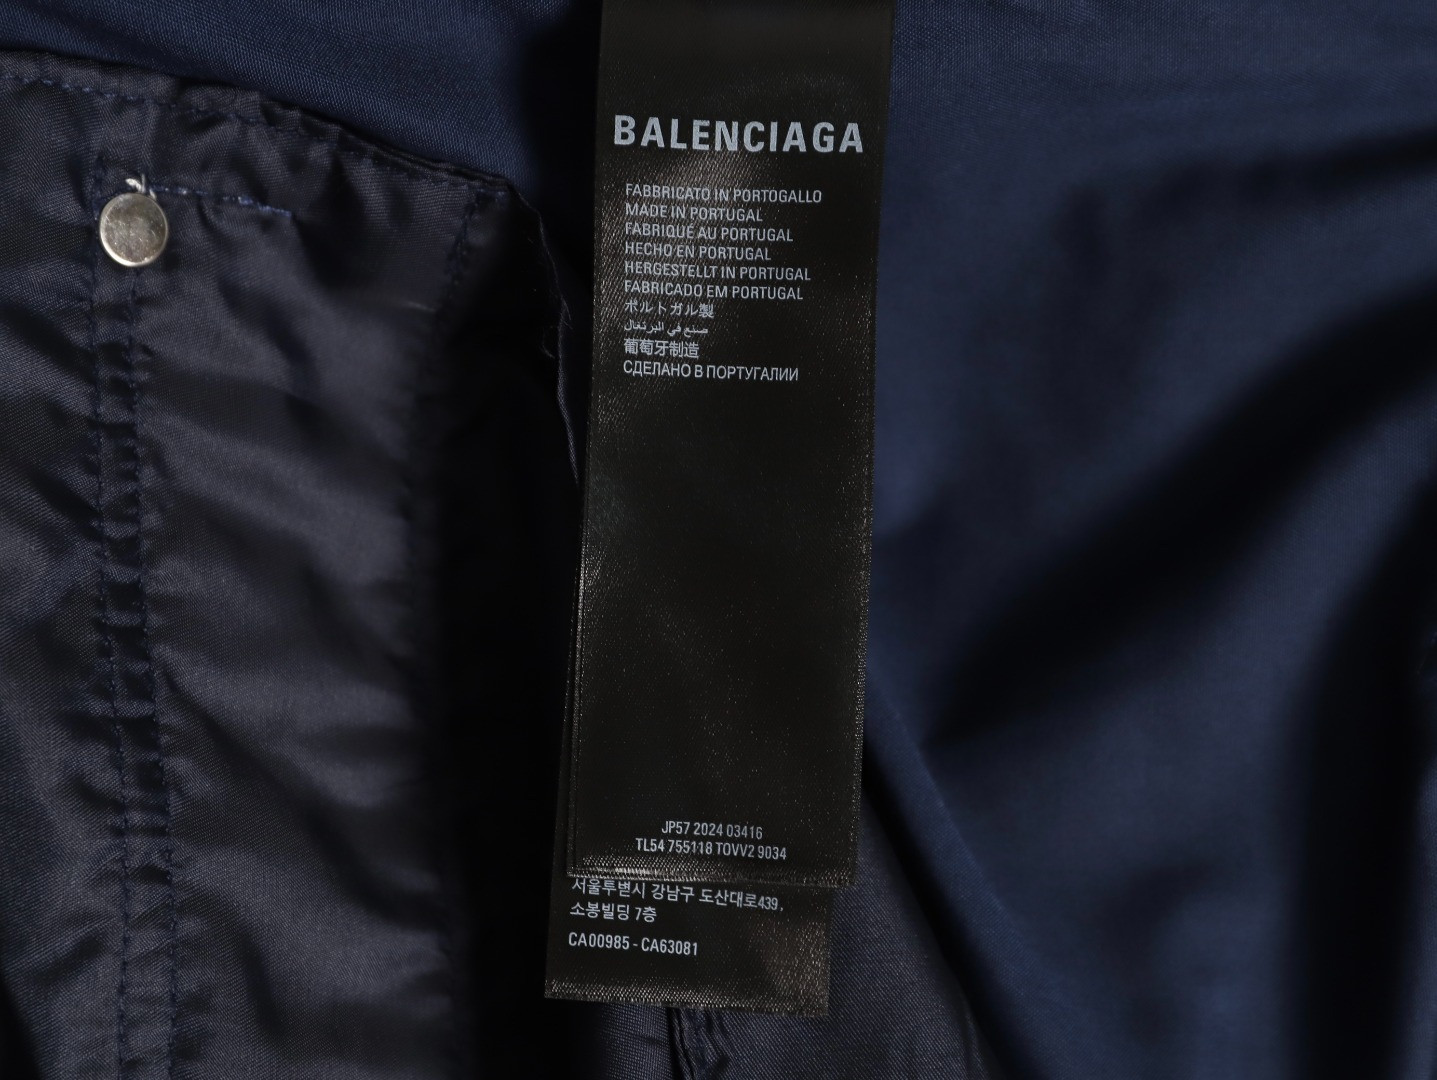 BALENCIAGA
FABBRICATO IN PORTOGALLO
MADE IN PORTUGAL
FABRIQUÉ AU PORTUGAL
HECHO EN PORTUGAL
HERGESTELLT IN PORTUGAL
FABRICADO EM PORTUGAL
ポルトガル製
صنع في البرتغال
葡萄牙制造
СДЕЛАНО В ПОРТУГАЛИИ
JP57 2024 03416
TL54 755118 TOVV2 9034
서울특별시 강남구 도산대로439,
소봉빌딩 7층
CA00985 - CA63081